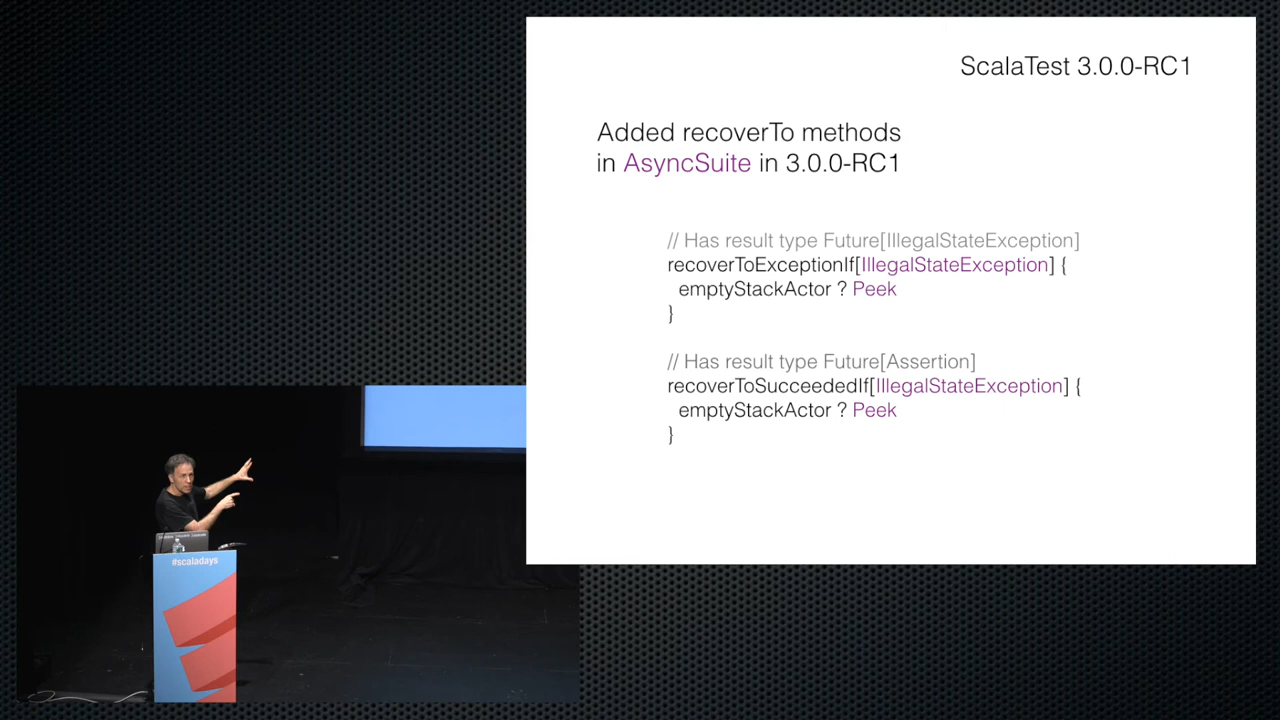 ScalaTest 3.0.0-RC1
Added recoverTo methods
in AsyncSuite in 3.0.0-RC1
// Has result type Future[IllegalStateException]
recoverToExceptionIf[IllegalStateException] {
emptyStackActor ? Peek
}
// Has result type Future[Assertion]
recoverToSucceededIf[IllegalStateException] {
emptyStackActor ? Peek
}
#scaladays